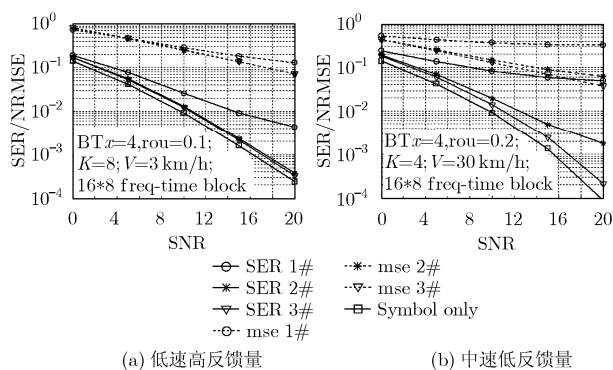 10^0
10^-1
10^-2
10^-3
10^-4
SER/NRMSE
BTx=4,rou=0.1;
K=8;V=3 km/h;
16*8 freq-time block
0 4 8 12 16 20
SNR
10^0
10^-1
10^-2
10^-3
10^-4
SER/NRMSE
BTx=4,rou=0.2;
K=4;V=30 km/h;
16*8 freq-time block
0 4 8 12 16 20
SNR
SER 1#
SER 2#
SER 3#
mse 1#
mse 2#
mse 3#
Symbol only
(a) 低速高反馈量
(b) 中速低反馈量